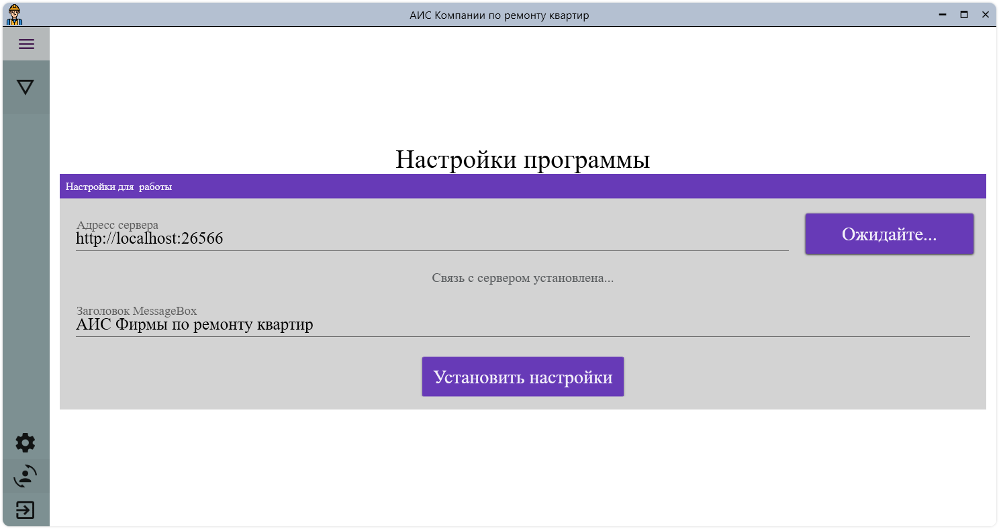 АИС Компании по ремонту квартир
Настройки программы
Настройки для  работы
Адресс сервера
http://localhost:26566
Ожидайте...
Связь с сервером установлена...
Заголовок MessageBox
АИС Фирмы по ремонту квартир
Установить настройки